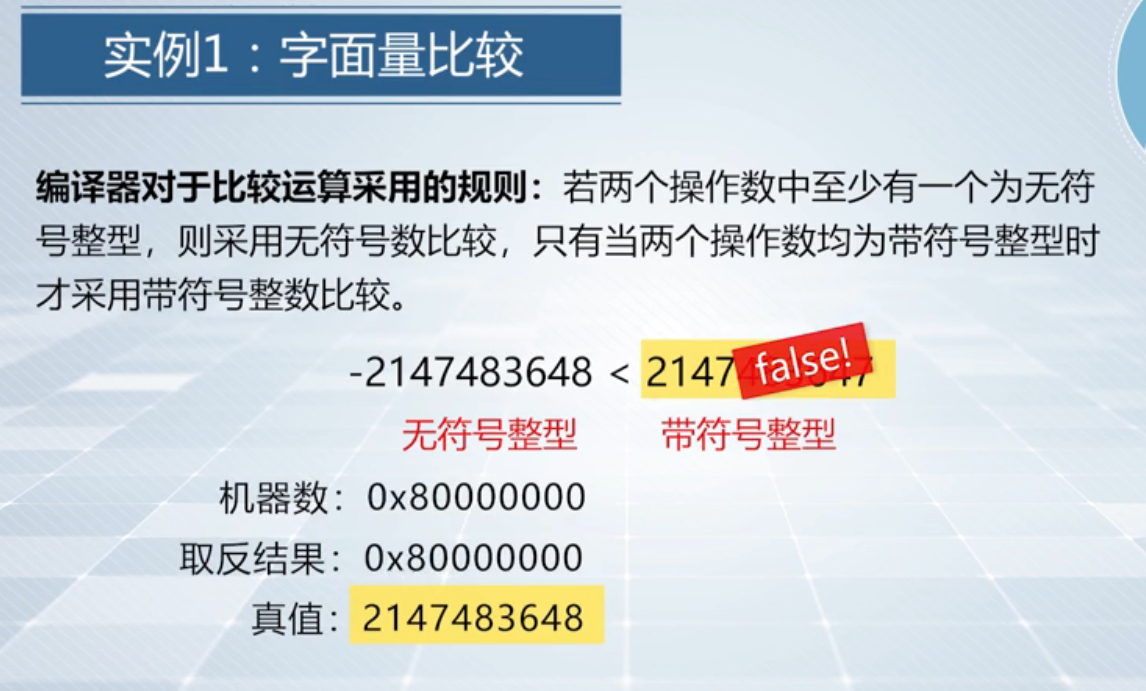 实例1：字面量比较
编译器对于比较运算采用的规则：若两个操作数中至少有一个为无符
号整型，则采用无符号数比较，只有当两个操作数均为带符号整型时
才采用带符号整数比较。
-2147483648 < 2147483647
false!
无符号整型 带符号整型
机器数：0x80000000
取反结果：0x80000000
真值：2147483648